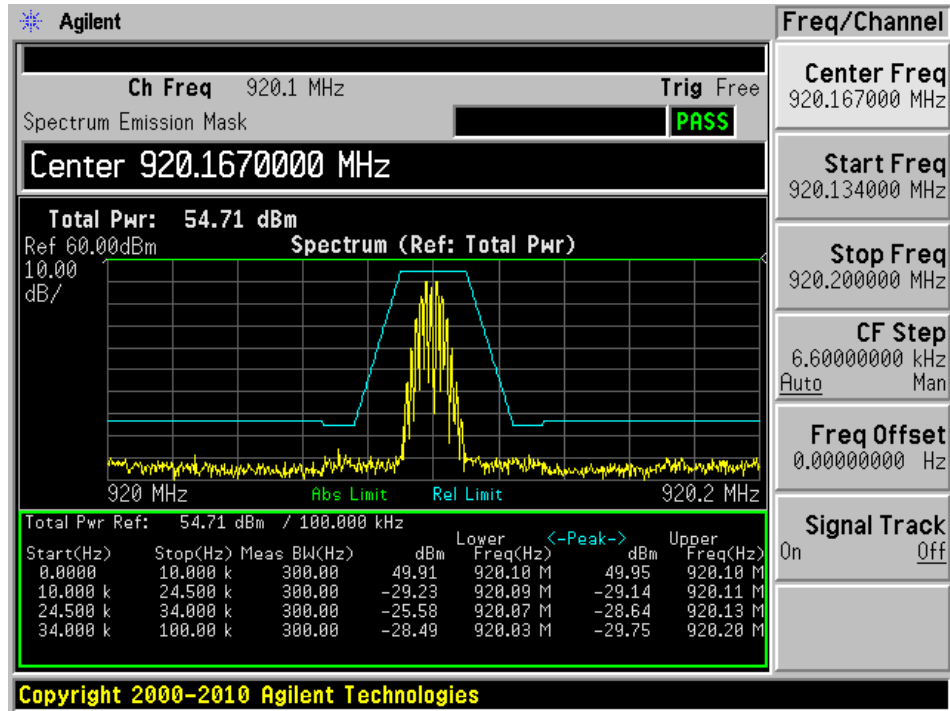 Agilent
Freq/Channel
Ch Freq 920.1 MHz Trig Free
Spectrum Emission Mask PASS
Center 920.1670000 MHz
Total Pwr: 54.71 dBm
Ref 60.00dBm Spectrum (Ref: Total Pwr)
10.00
dB/
920 MHz Abs Limit Rel Limit 920.2 MHz
Total Pwr Ref: 54.71 dBm / 100.000 kHz
Lower <-Peak-> Upper
Start(Hz) Stop(Hz) Meas BW(Hz) dBm Freq(Hz) dBm Freq(Hz)
0.0000 10.000 k 300.00 49.91 920.10 M 49.95 920.10 M
10.000 k 24.500 k 300.00 -29.23 920.09 M -29.14 920.11 M
24.500 k 34.000 k 300.00 -25.58 920.07 M -28.64 920.13 M
34.000 k 100.00 k 300.00 -28.49 920.03 M -29.75 920.20 M
Center Freq
920.167000 MHz
Start Freq
920.134000 MHz
Stop Freq
920.200000 MHz
CF Step
6.60000000 kHz
Auto Man
Freq Offset
0.00000000 Hz
Signal Track
On Off
Copyright 2000-2010 Agilent Technologies